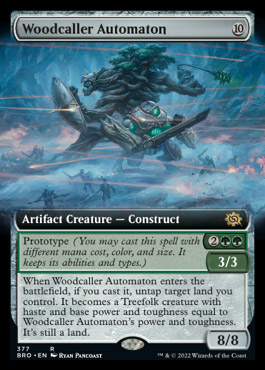 Woodcaller Automaton 10
Artifact Creature — Construct
Prototype (You may cast this spell with 2
different mana cost, color, and size. It
keeps its abilities and types.) 3/3
When Woodcaller Automaton enters the
battlefield, if you cast it, untap target land
you control. It becomes a Treefolk creature with
haste and base power and toughness equal to
Woodcaller Automaton's power and toughness.
It's still a land.
8/8
377 R
BRO • EN RYAN PANCOAST ™ & © 2022 Wizards of the Coast